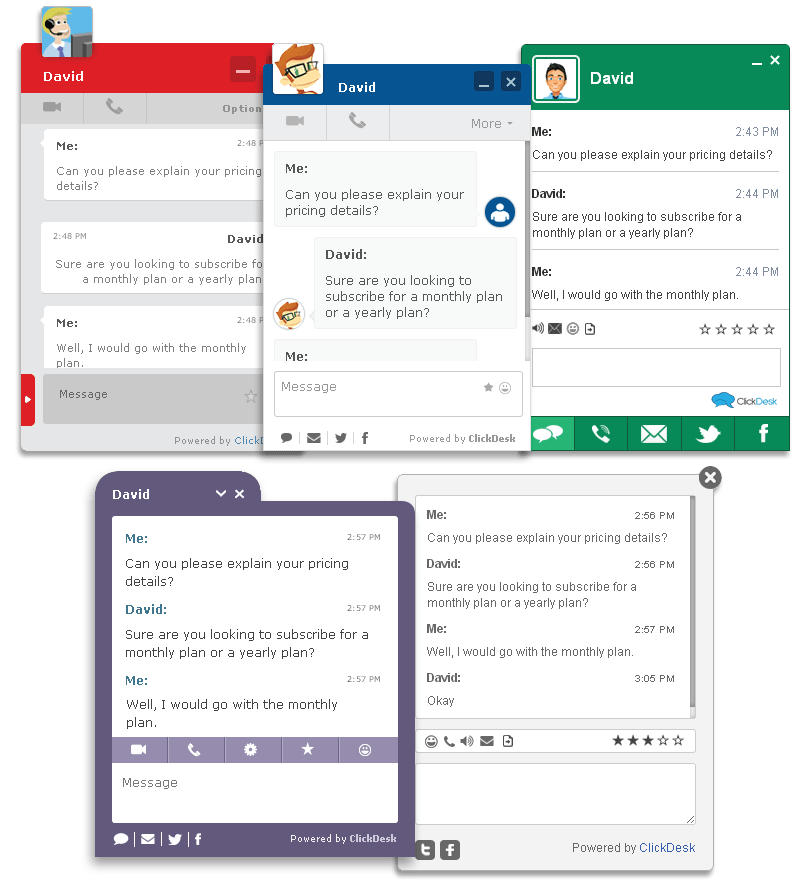 David
Option
Me:
2:48 P
Can you please explain your pricing
details?
2:48 PM
David
Sure are you looking to subscribe fo
a monthly plan or a yearly plan
Me:
2:48 P
Well, I would go with the monthly
plan.
Message
Powered by ClickD
David
More
Me:
Can you please explain your
pricing details?
David:
Sure are you looking to
subscribe for a monthly plan
or a yearly plan?
Me:
Message
Powered by ClickDesk
David
Me:
2:43 PM
Can you please explain your pricing details?
David:
2:44 PM
Sure are you looking to subscribe for a
monthly plan or a yearly plan?
Me:
2:44 PM
Well, I would go with the monthly plan.
ClickDesk
David
Me:
2:57 PM
Can you please explain your pricing
details?
David:
2:57 PM
Sure are you looking to subscribe for a
monthly plan or a yearly plan?
Me:
2:57 PM
Well, I would go with the monthly
plan.
Message
Powered by ClickDesk
Me:
2:56 PM
Can you please explain your pricing details?
David:
2:56 PM
Sure are you looking to subscribe for a
monthly plan or a yearly plan?
Me:
2:57 PM
Well, I would go with the monthly plan.
David:
3:05 PM
Okay
Powered by ClickDesk